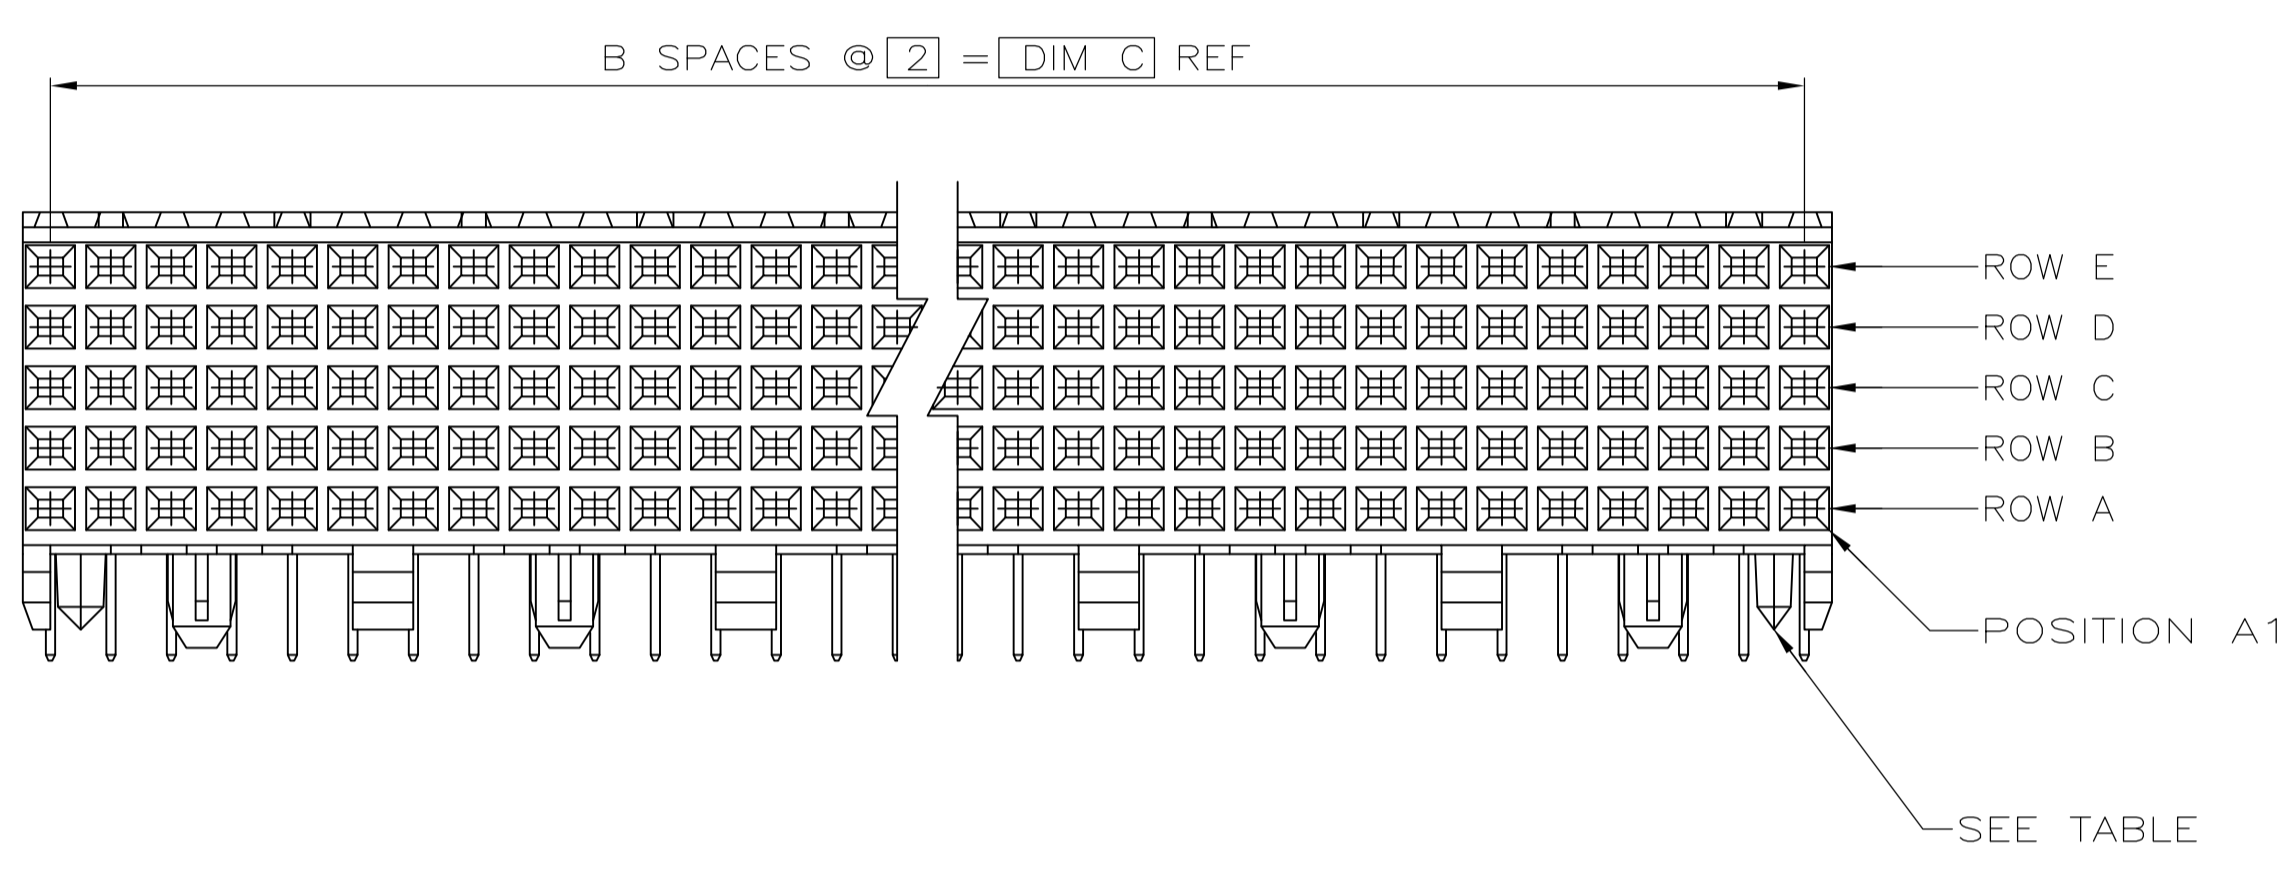 B SPACES @ 2 = DIM C REF
ROW E
ROW D
ROW C
ROW B
ROW A
POSITION A1
SEE TABLE